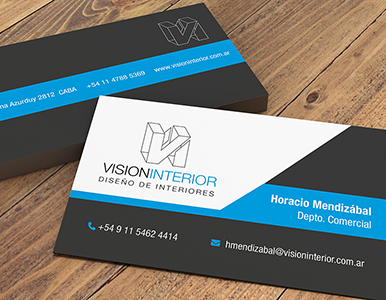 na Azurduy 2812 CABA +54 11 4788 5369 www.visioninterior.com.ar
VISIONINTERIOR
DISEÑO DE INTERIORES
Horacio Mendizábal
Depto. Comercial
+54 9 11 5462 4414
hmendizabal@visioninterior.com.ar